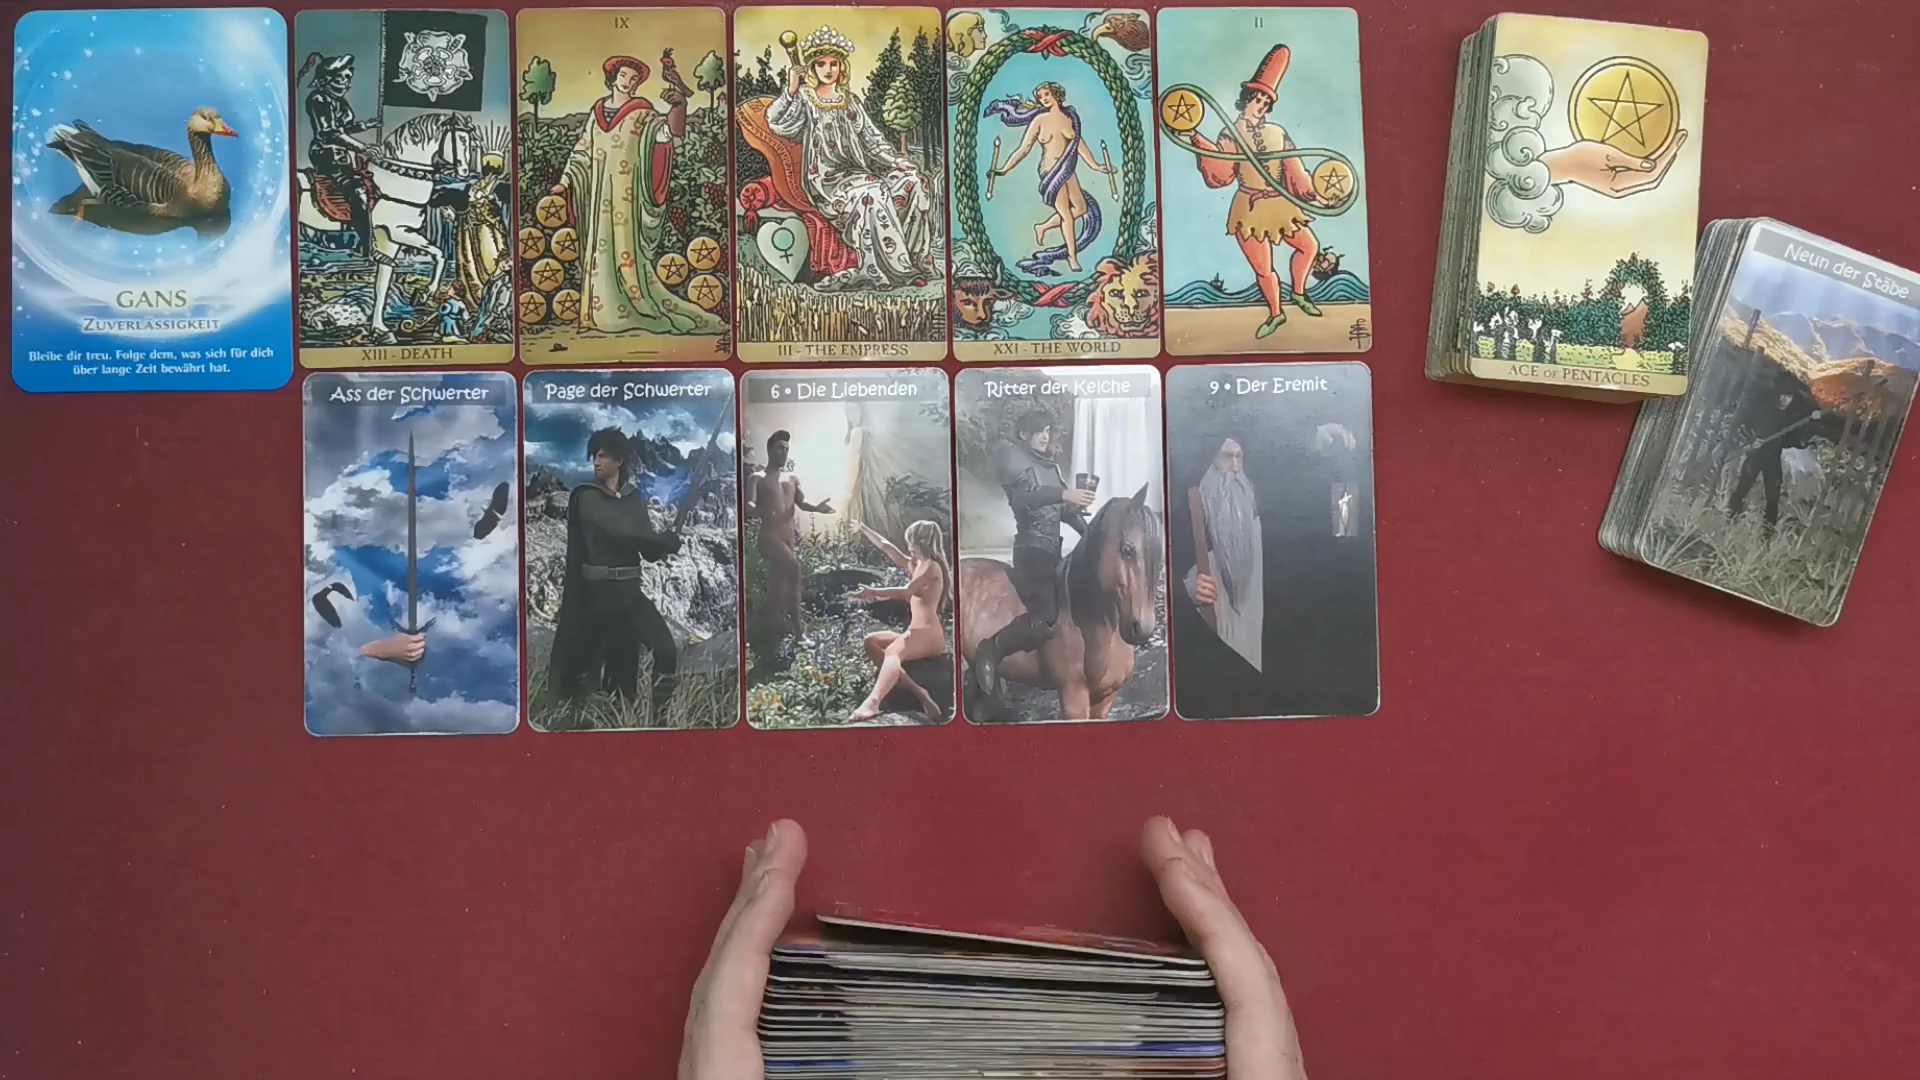 GANS
ZUVERLÄSSIGKEIT
Bleibe dir treu. Folge dem, was sich für dich
über lange Zeit bewährt hat.
XIII - DEATH
IX
III - THE EMPRESS
XXI - THE WORLD
II
ACE OF PENTACLES
Neun der Stäbe
Ass der Schwerter
Page der Schwerter
6 • Die Liebenden
Ritter der Kelche
9 • Der Eremit